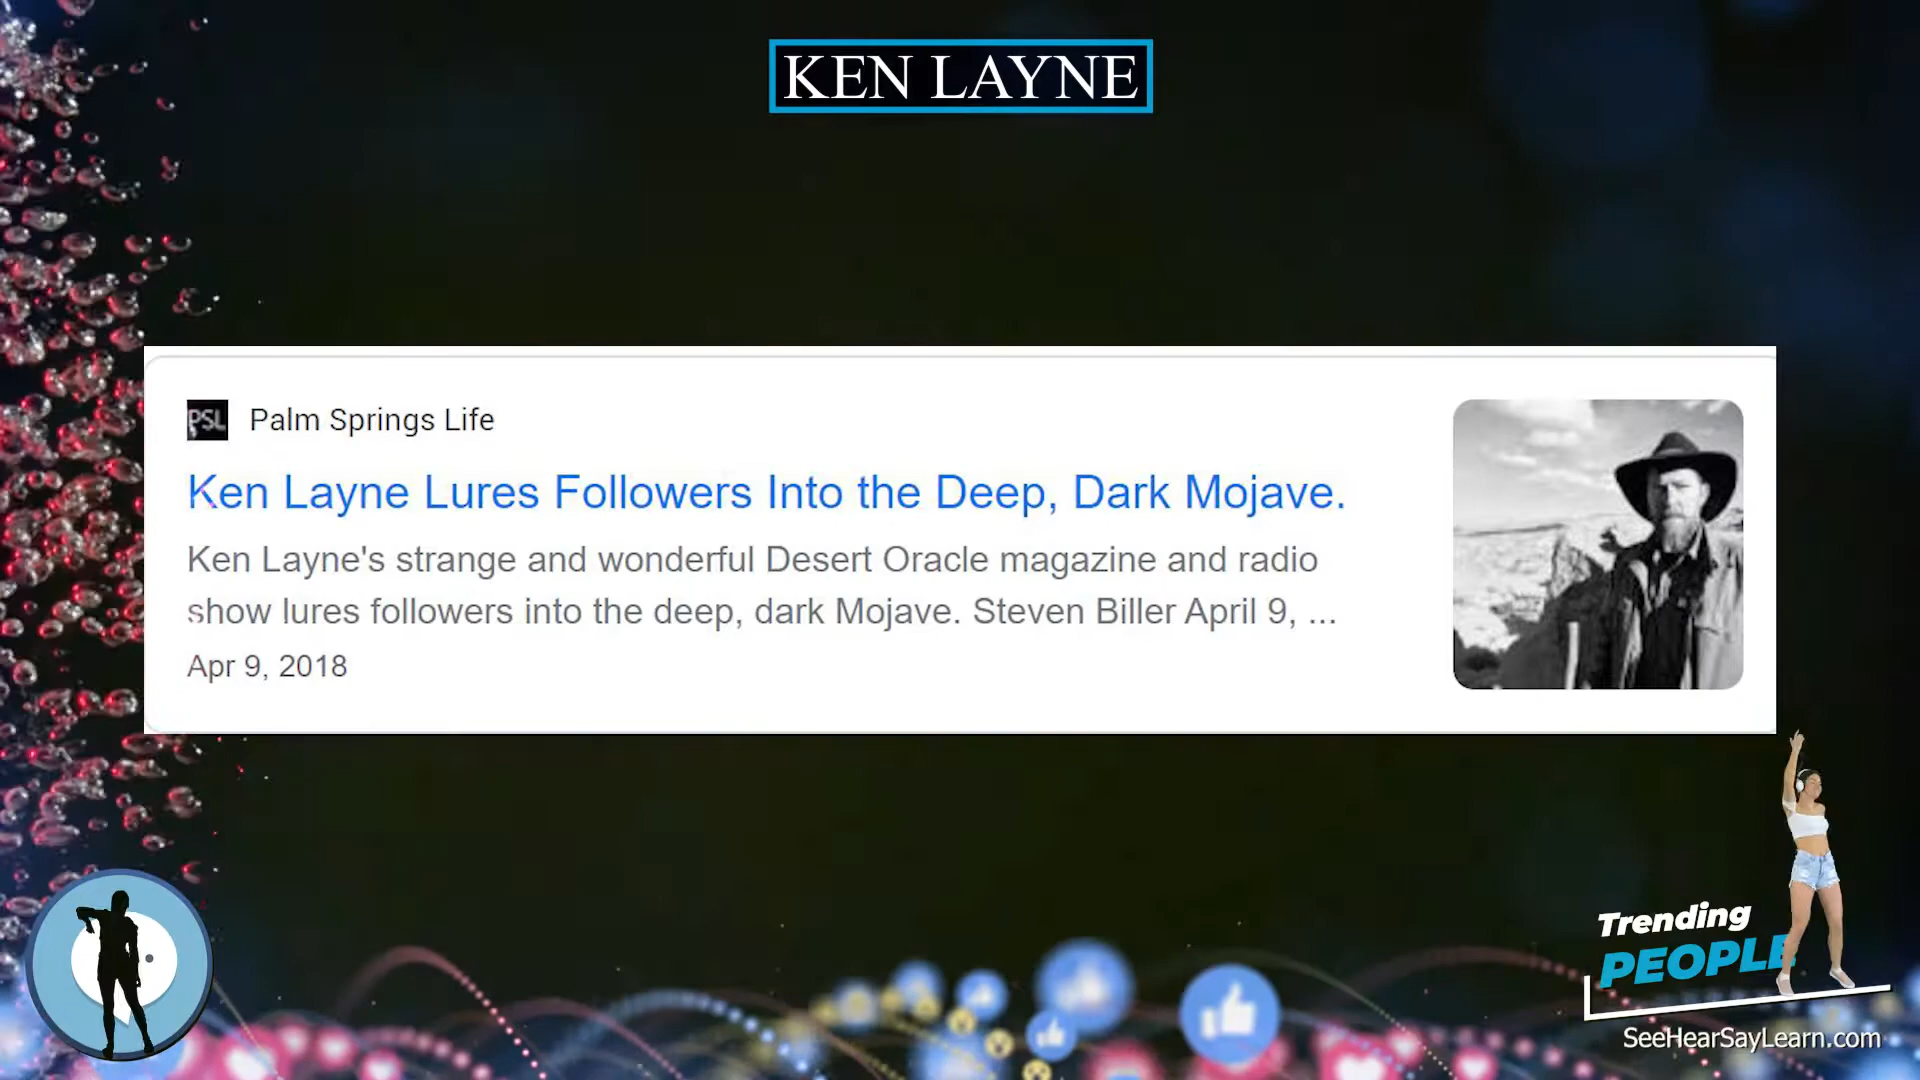 KEN LAYNE
PSL Palm Springs Life
Ken Layne Lures Followers Into the Deep, Dark Mojave.
Ken Layne's strange and wonderful Desert Oracle magazine and radio
show lures followers into the deep, dark Mojave. Steven Biller April 9, ...
Apr 9, 2018
Trending
PEOPLE
SeeHearSayLearn.com